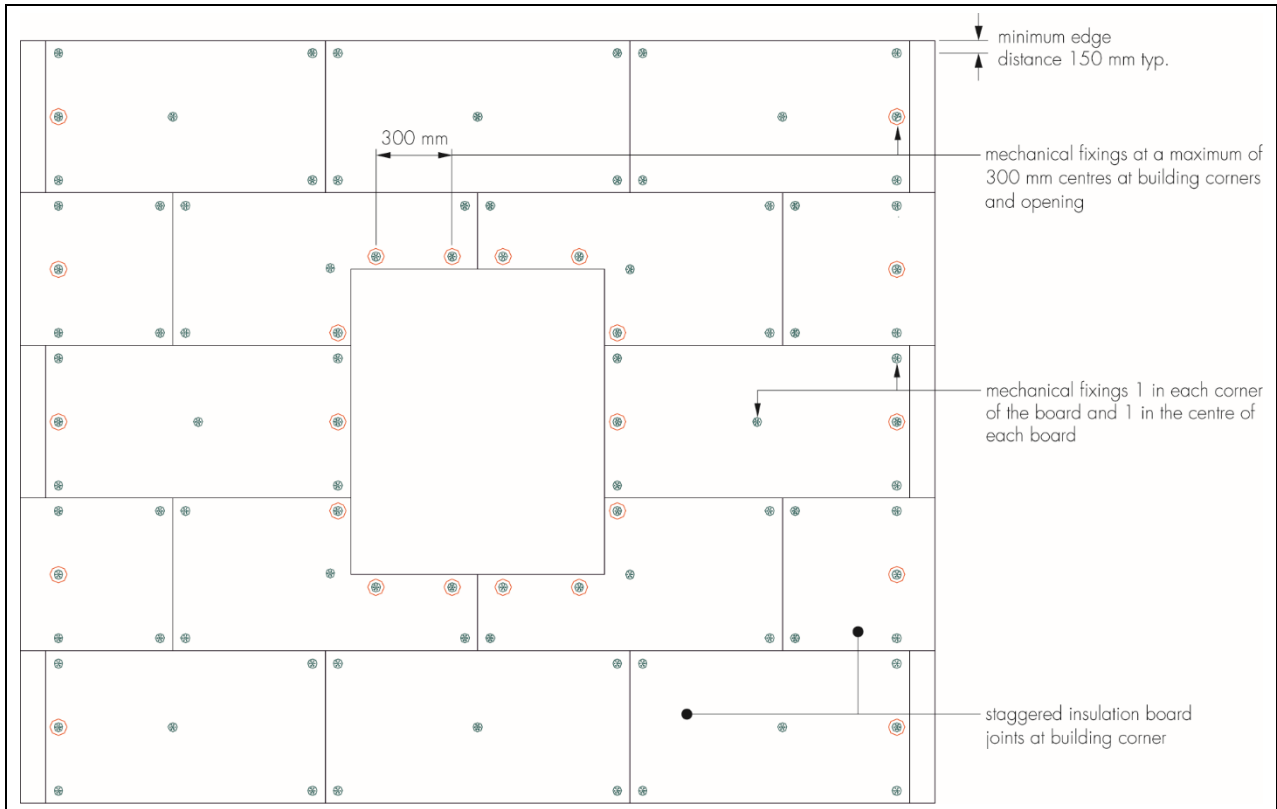 minimum edge
distance 150 mm typ.
300 mm
mechanical fixings at a maximum of
300 mm centres at building corners
and opening
mechanical fixings 1 in each corner
of the board and 1 in the centre of
each board
staggered insulation board
joints at building corner